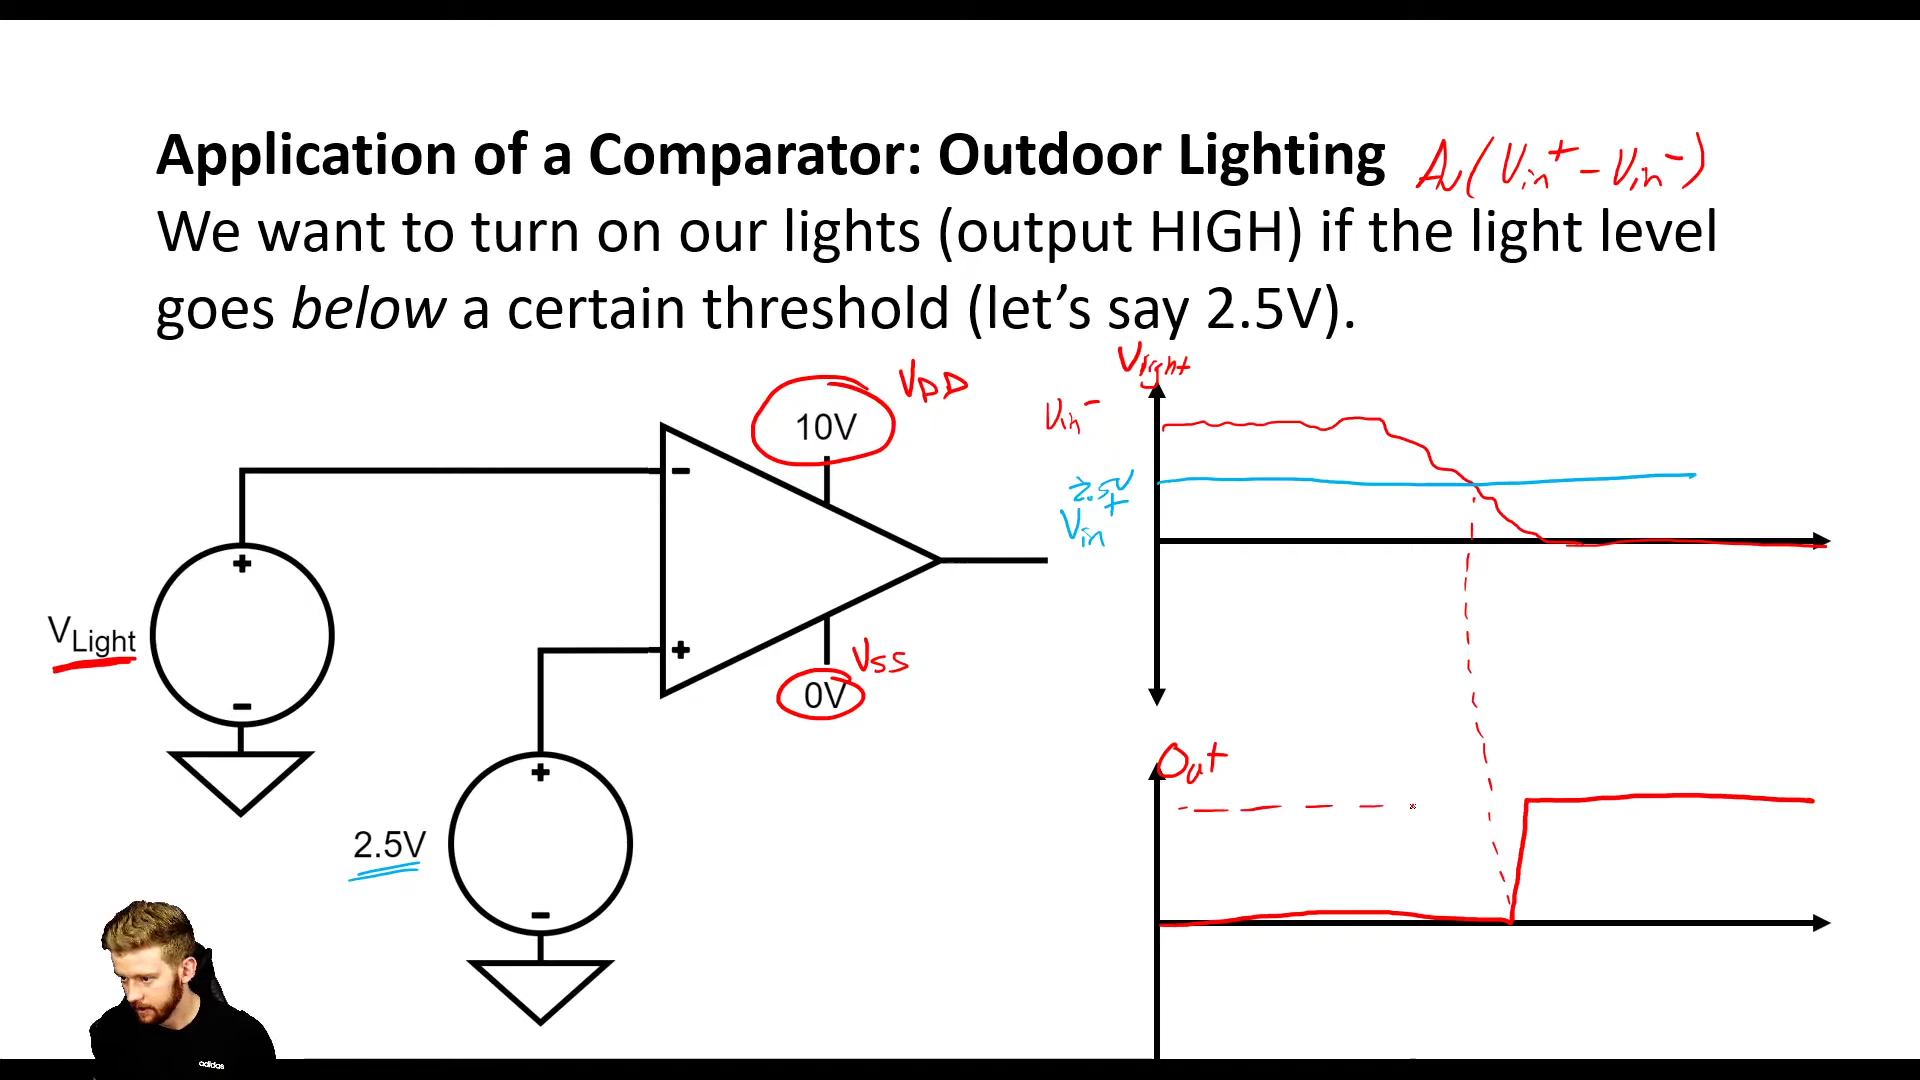 Application of a Comparator: Outdoor Lighting Av(Vin+ - Vin-)
We want to turn on our lights (output HIGH) if the light level
goes below a certain threshold (let's say 2.5V).
Vlight
VDD
10V
Vin-
-
2.5V
Vin+
+
VLight
+
VSS
0V
-
Out
+
2.5V
-
adidas